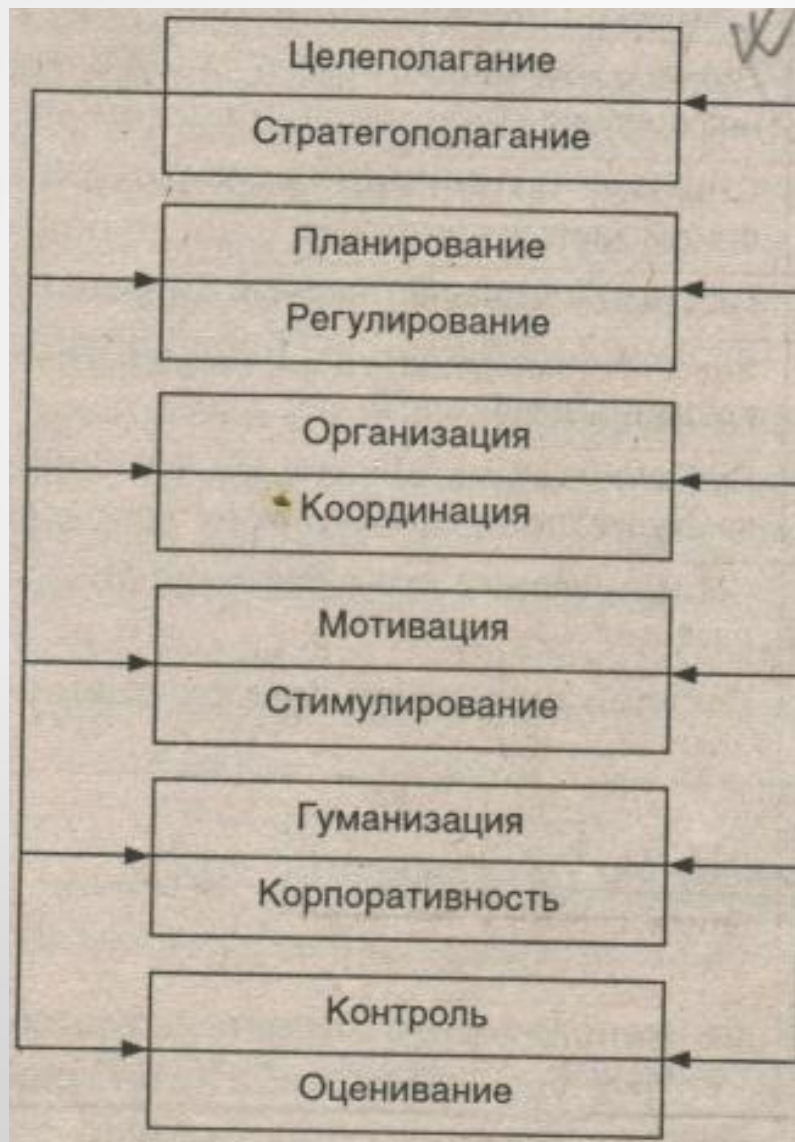 Целеполагание
Стратегополагание
Планирование
Регулирование
Организация
Координация
Мотивация
Стимулирование
Гуманизация
Корпоративность
Контроль
Оценивание